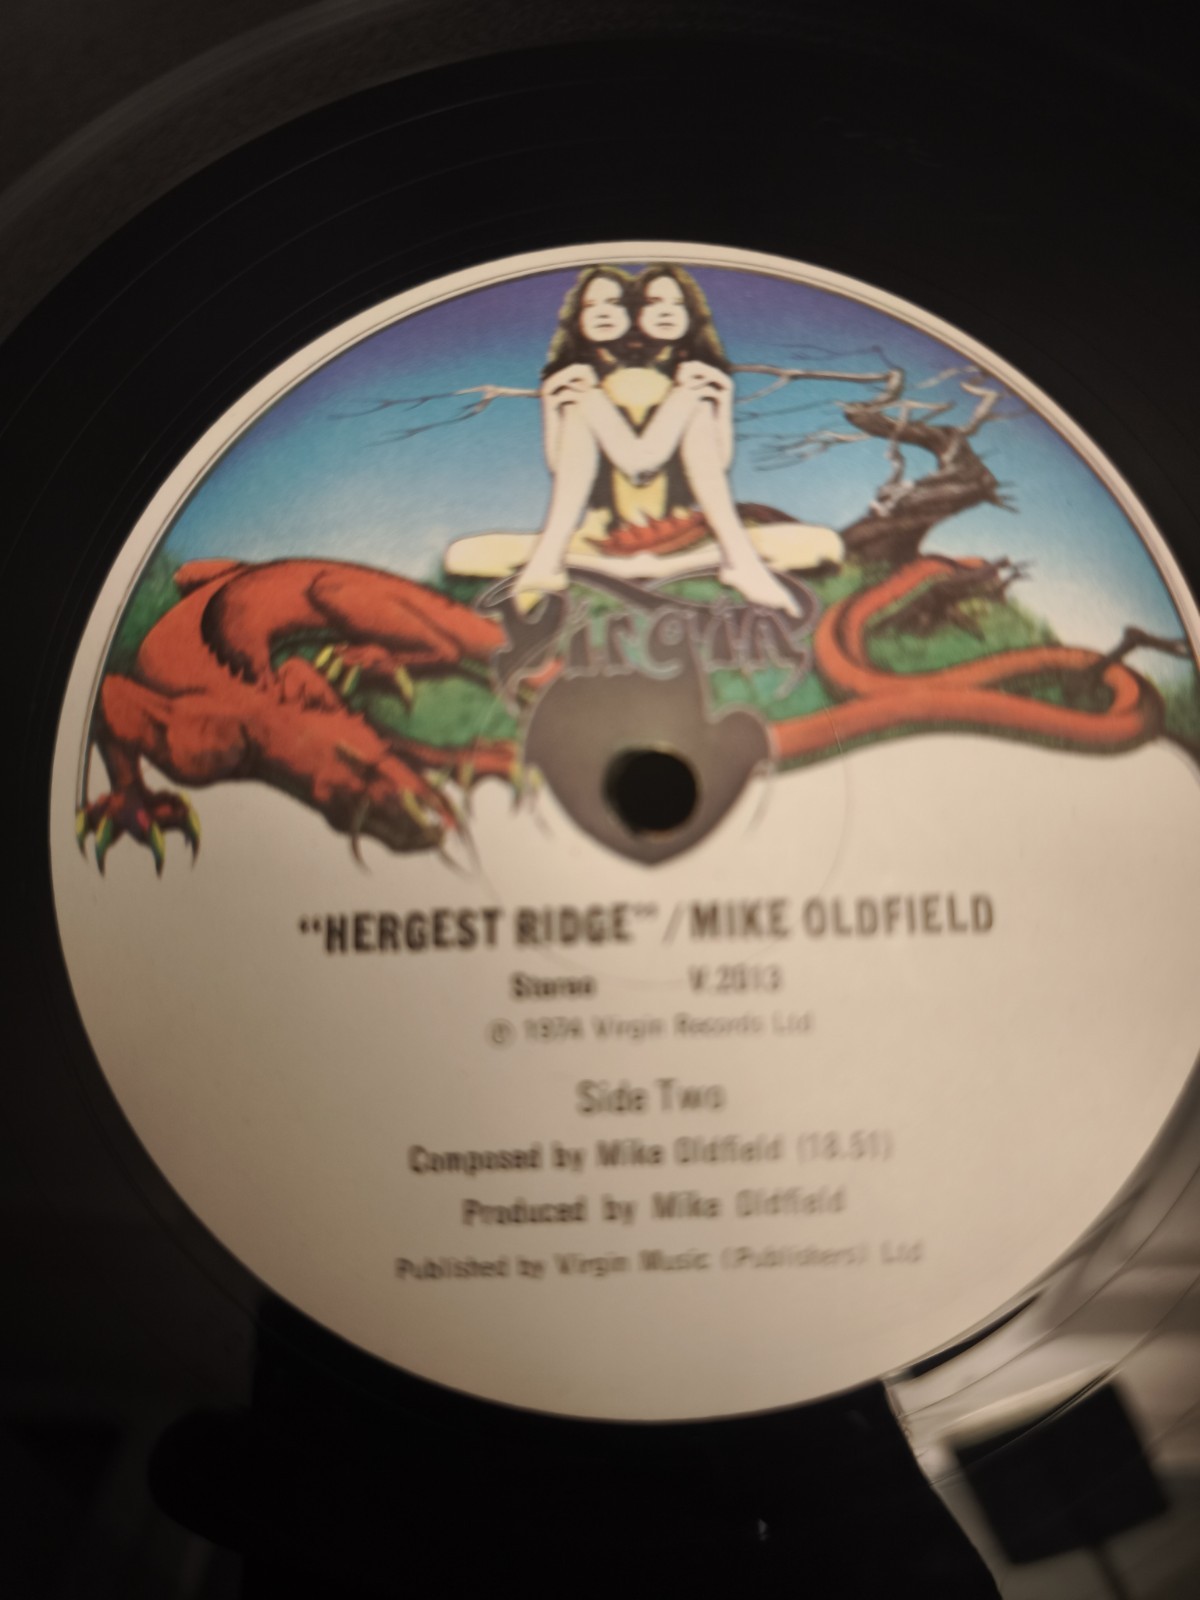 Virgin
“HERGEST RIDGE” / MIKE OLDFIELD
Stereo V.2013
℗ 1974 Virgin Records Ltd
Side Two
Composed by Mike Oldfield (18.51)
Produced by Mike Oldfield
Published by Virgin Music (Publishers) Ltd